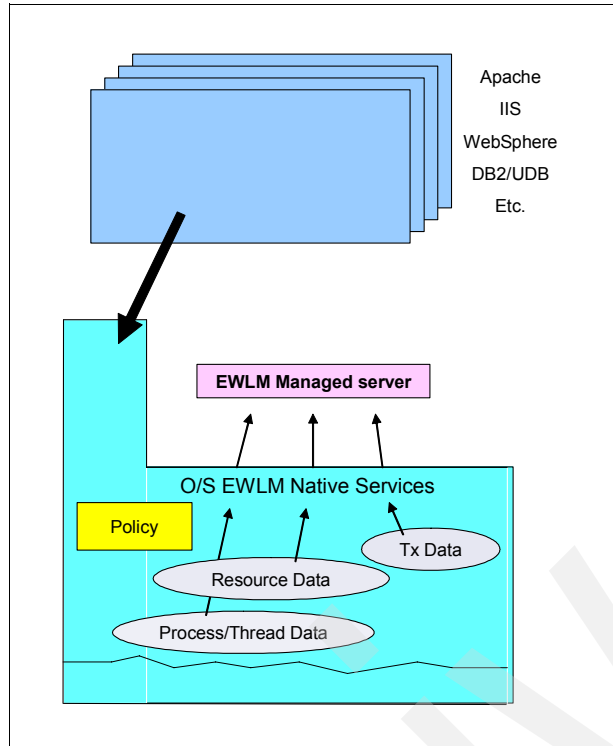 Apache
IIS
WebSphere
DB2/UDB
Etc.
EWLM Managed server
O/S EWLM Native Services
Policy
Tx Data
Resource Data
Process/Thread Data